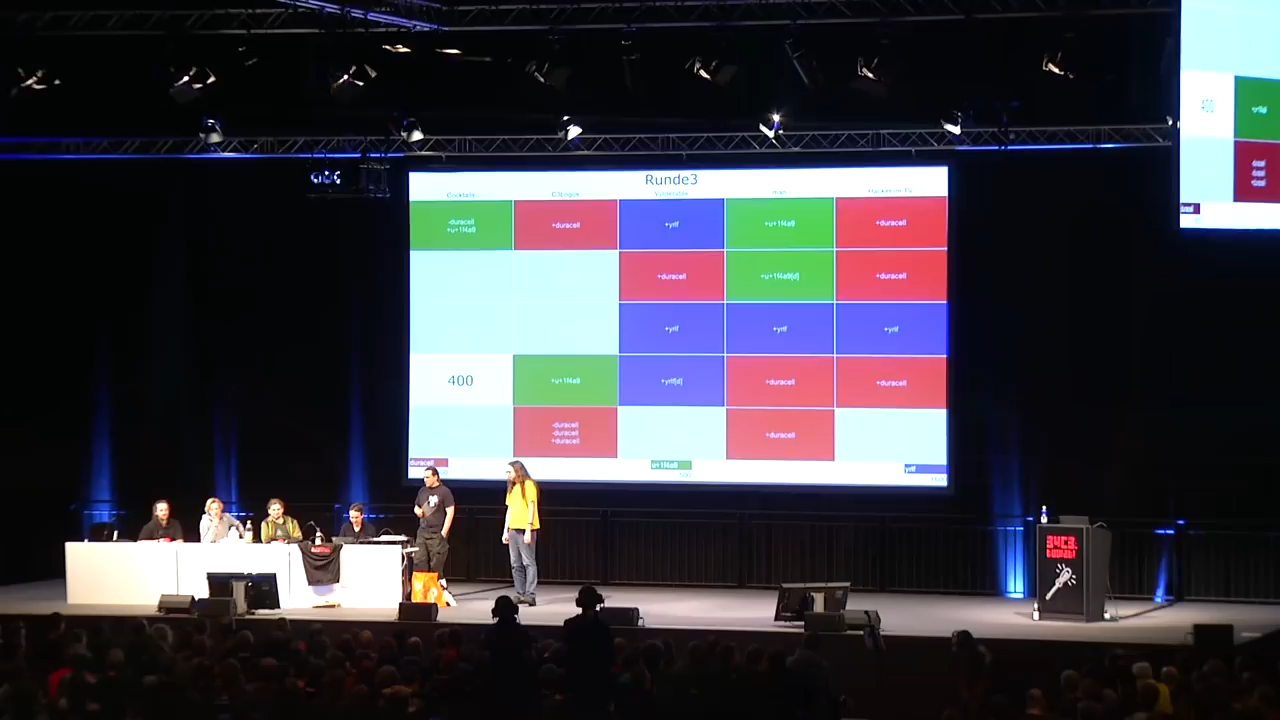 Runde3
Cocktails
-duracell
+u+1f4a9
+duracell
+yrlf
+u+1f4a9
+duracell
+duracell
+u+1f4a9[d]
+duracell
+yrlf
+yrlf
+yrlf
400
+u+1f4a9
+yrlf[d]
+duracell
+duracell
-duracell
-duracell
+duracell
+duracell
duracell
u+1f4a9
yrlf
400
34C3: